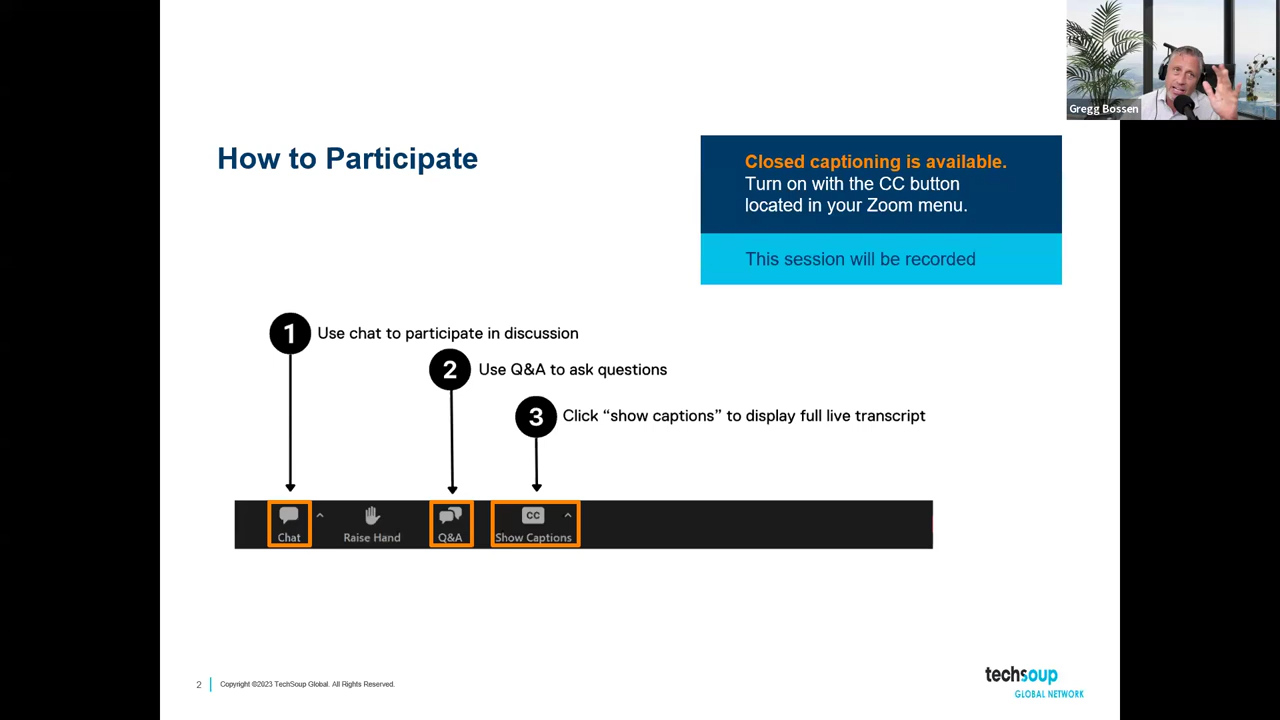 Gregg Bossen
How to Participate
Closed captioning is available.
Turn on with the CC button
located in your Zoom menu.
This session will be recorded
1 Use chat to participate in discussion
2 Use Q&A to ask questions
3 Click “show captions” to display full live transcript
Chat
Raise Hand
Q&A
CC
Show Captions
2
Copyright ©2023 TechSoup Global. All Rights Reserved.
techsoup
GLOBAL NETWORK